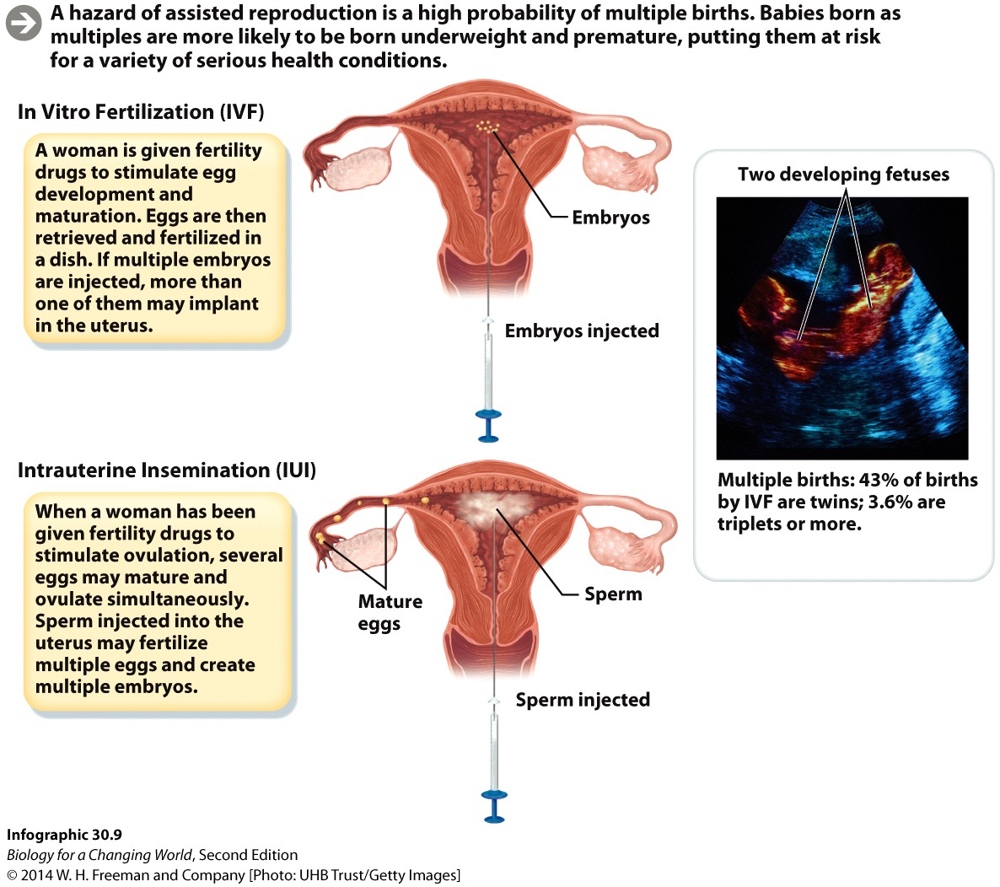 A hazard of assisted reproduction is a high probability of multiple births. Babies born as
multiples are more likely to be born underweight and premature, putting them at risk
for a variety of serious health conditions.
In Vitro Fertilization (IVF)
A woman is given fertility
drugs to stimulate egg
development and
maturation. Eggs are then
retrieved and fertilized in
a dish. If multiple embryos
are injected, more than
one of them may implant
in the uterus.
Embryos
Embryos injected
Two developing fetuses
Multiple births: 43% of births
by IVF are twins; 3.6% are
triplets or more.
Intrauterine Insemination (IUI)
When a woman has been
given fertility drugs to
stimulate ovulation, several
eggs may mature and
ovulate simultaneously.
Sperm injected into the
uterus may fertilize
multiple eggs and create
multiple embryos.
Mature
eggs
Sperm
Sperm injected
Infographic 30.9
Biology for a Changing World, Second Edition
© 2014 W. H. Freeman and Company [Photo: UHB Trust/Getty Images]